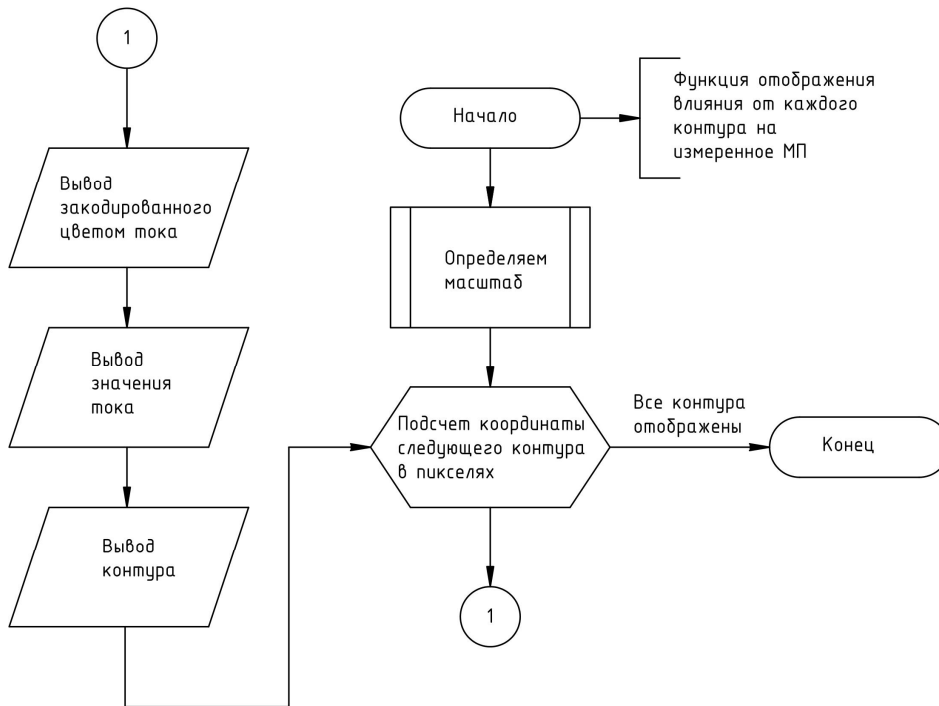 1
Вывод
закодированного
цветом тока
Вывод
значения
тока
Вывод
контура
Начало
Функция отображения
влияния от каждого
контура на
измеренное МП
Определяем
масштаб
Подсчет координаты
следующего контура
в пикселях
Все контура
отображены
Конец
1